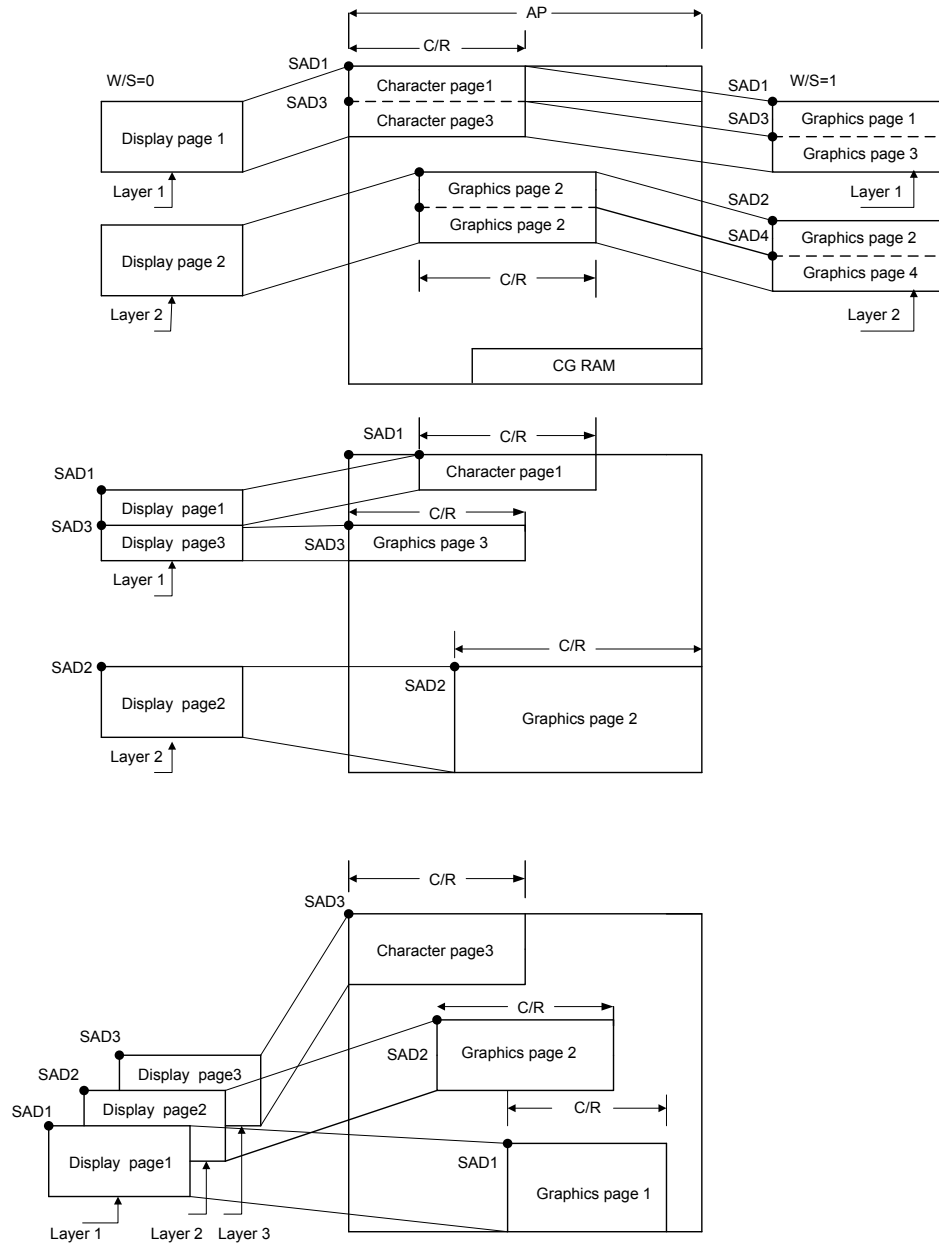 AP
C/R
SAD1
W/S=0
SAD1
W/S=1
Character page1
SAD3
SAD3
Graphics page 1
Display page 1
Character page3
Graphics page 3
Layer 1
Graphics page 2
SAD2
Layer 1
Graphics page 2
SAD4
Graphics page 2
Display page 2
Graphics page 4
C/R
Layer 2
Layer 2
CG RAM
SAD1
C/R
SAD1
Character page1
Display page1
C/R
SAD3
Display page3
SAD3
Graphics page 3
Layer 1
C/R
SAD2
SAD2
Display page2
Graphics page 2
Layer 2
C/R
SAD3
Character page3
C/R
SAD3
SAD2
Graphics page 2
Display page3
SAD2
Display page2
C/R
SAD1
Display page1
SAD1
Graphics page 1
Layer 1
Layer 2
Layer 3